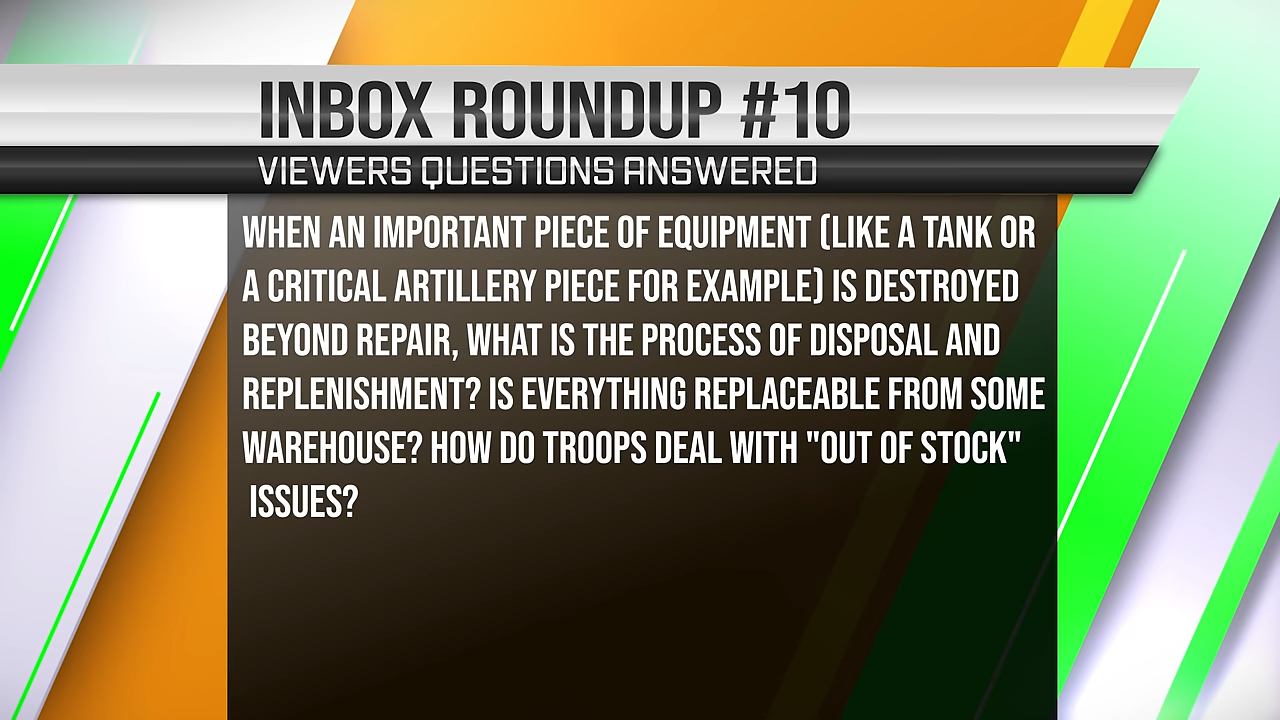 INBOX ROUNDUP #10
VIEWERS QUESTIONS ANSWERED
WHEN AN IMPORTANT PIECE OF EQUIPMENT (LIKE A TANK OR
A CRITICAL ARTILLERY PIECE FOR EXAMPLE) IS DESTROYED
BEYOND REPAIR, WHAT IS THE PROCESS OF DISPOSAL AND
REPLENISHMENT? IS EVERYTHING REPLACEABLE FROM SOME
WAREHOUSE? HOW DO TROOPS DEAL WITH "OUT OF STOCK"
ISSUES?